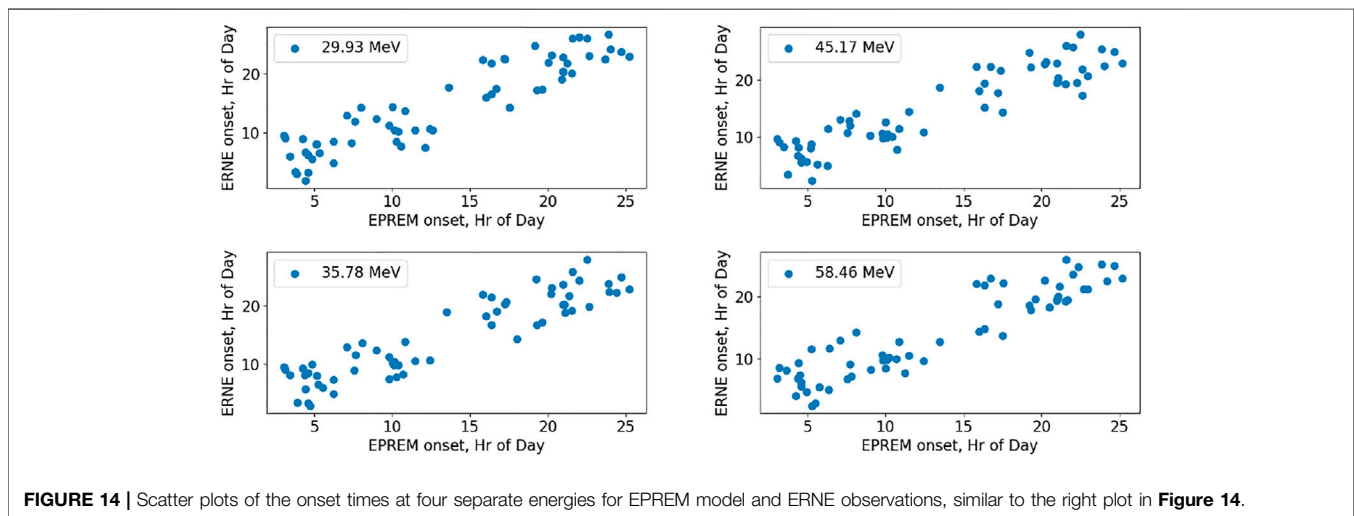 29.93 MeV
20
10
ERNE onset, Hr of Day
5 10 15 20 25
EPREM onset, Hr of Day
45.17 MeV
20
10
ERNE onset, Hr of Day
5 10 15 20 25
EPREM onset, Hr of Day
35.78 MeV
20
10
ERNE onset, Hr of Day
5 10 15 20 25
EPREM onset, Hr of Day
58.46 MeV
20
10
ERNE onset, Hr of Day
5 10 15 20 25
EPREM onset, Hr of Day
FIGURE 14 | Scatter plots of the onset times at four separate energies for EPREM model and ERNE observations, similar to the right plot in Figure 14.